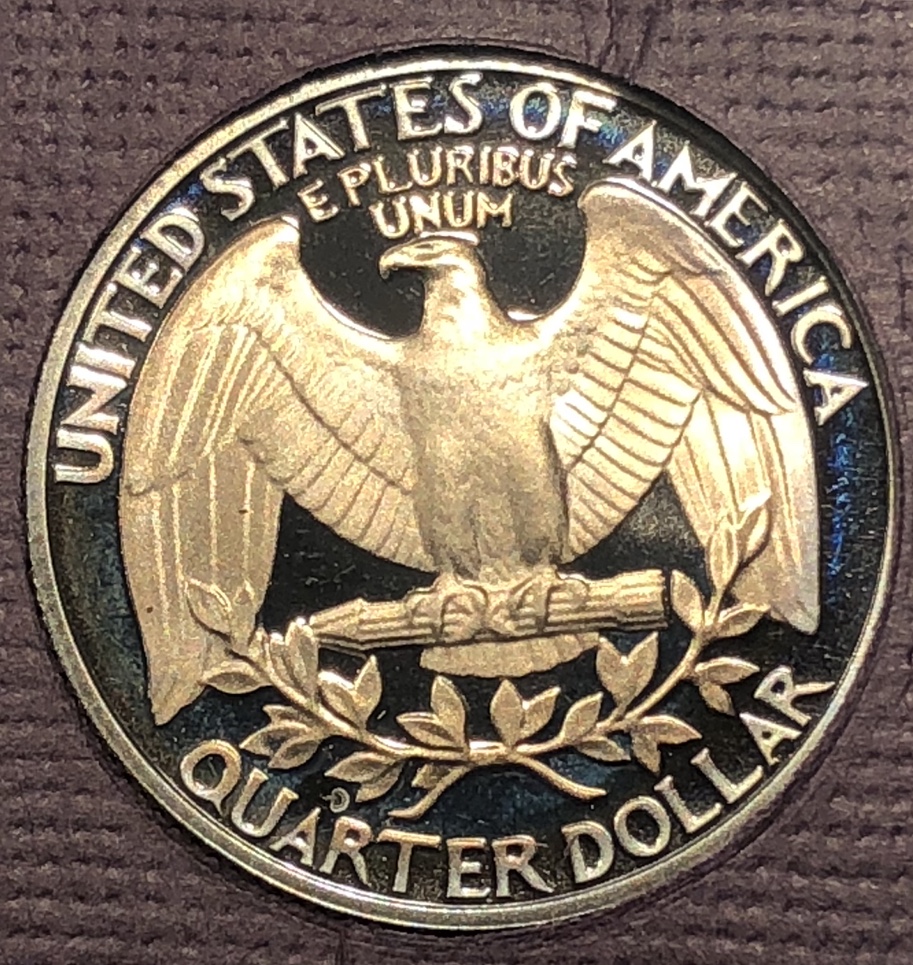 UNITED STATES OF AMERICA
E PLURIBUS
UNUM
QUARTER DOLLAR